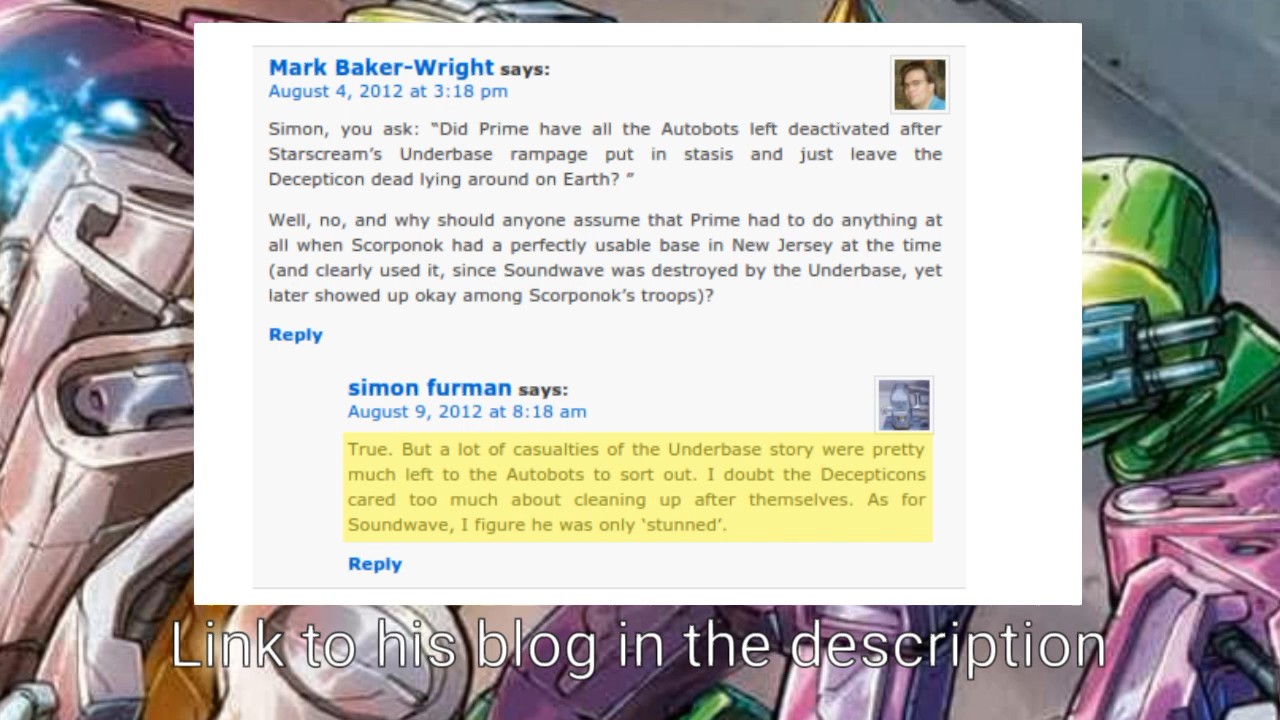 Mark Baker-Wright says:
August 4, 2012 at 3:18 pm
Simon, you ask: “Did Prime have all the Autobots left deactivated after
Starscream’s Underbase rampage put in stasis and just leave the
Decepticon dead lying around on Earth? ”
Well, no, and why should anyone assume that Prime had to do anything at
all when Scorponok had a perfectly usable base in New Jersey at the time
(and clearly used it, since Soundwave was destroyed by the Underbase, yet
later showed up okay among Scorponok’s troops)?
Reply
simon furman says:
August 9, 2012 at 8:18 am
True. But a lot of casualties of the Underbase story were pretty
much left to the Autobots to sort out. I doubt the Decepticons
cared too much about cleaning up after themselves. As for
Soundwave, I figure he was only ‘stunned’.
Reply
Link to his blog in the description